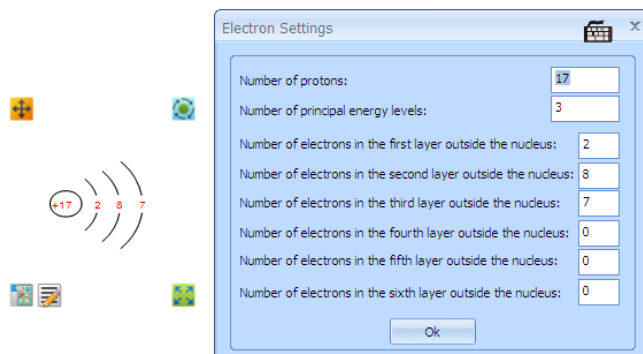 Electron Settings x
Number of protons: 17
Number of principal energy levels: 3
Number of electrons in the first layer outside the nucleus: 2
Number of electrons in the second layer outside the nucleus: 8
Number of electrons in the third layer outside the nucleus: 7
Number of electrons in the fourth layer outside the nucleus: 0
Number of electrons in the fifth layer outside the nucleus: 0
Number of electrons in the sixth layer outside the nucleus: 0
Ok
+17 2 8 7